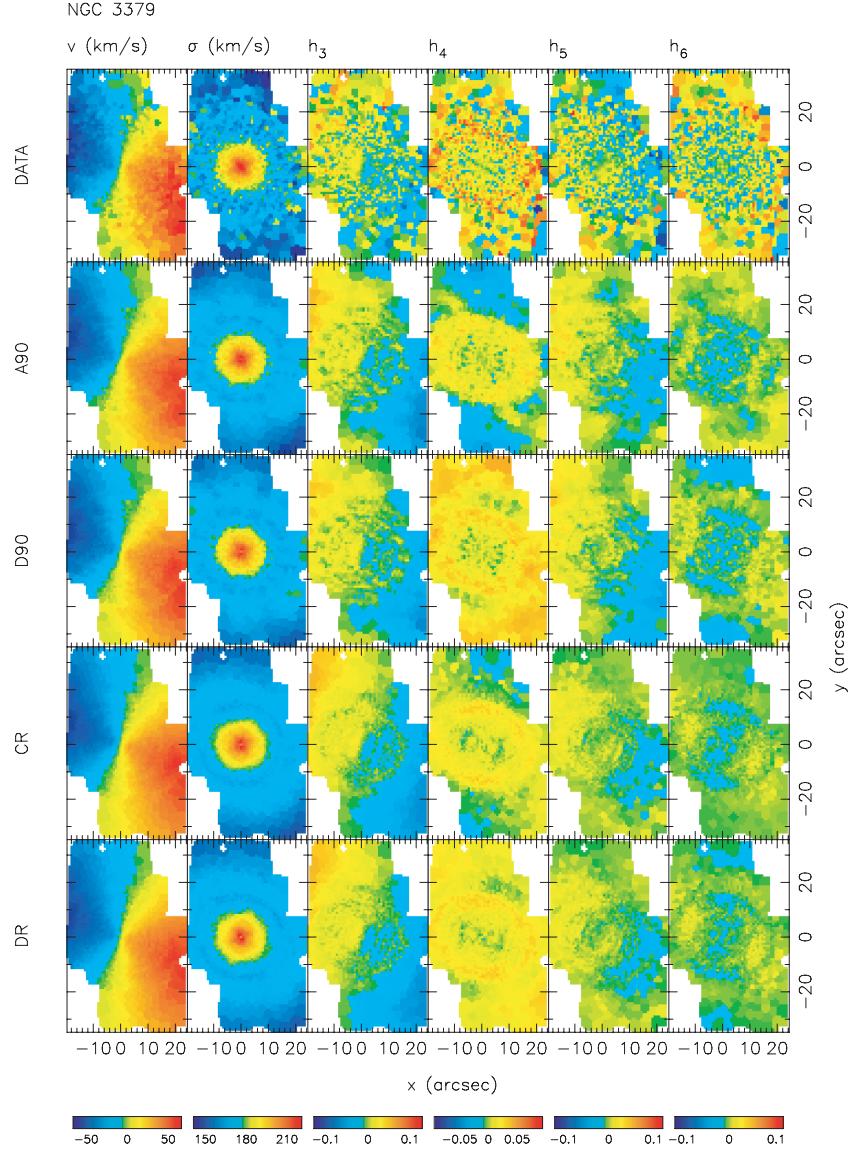 NGC 3379
v (km/s) σ (km/s) h₃ h₄ h₅ h₆
DATA
20
0
−20
A90
20
0
−20
D90
20
0
−20
y (arcsec)
CR
20
0
−20
DR
20
0
−20
−10 0 10 20 −10 0 10 20 −10 0 10 20 −10 0 10 20 −10 0 10 20 −10 0 10 20
x (arcsec)
−50 0 50 150 180 210 −0.1 0 0.1 −0.05 0 0.05 −0.1 0 0.1 −0.1 0 0.1